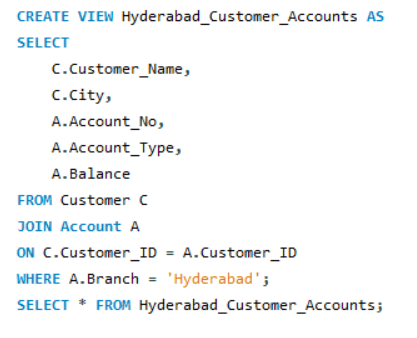 CREATE VIEW Hyderabad_Customer_Accounts AS
SELECT
    C.Customer_Name,
    C.City,
    A.Account_No,
    A.Account_Type,
    A.Balance
FROM Customer C
JOIN Account A
ON C.Customer_ID = A.Customer_ID
WHERE A.Branch = 'Hyderabad';
SELECT * FROM Hyderabad_Customer_Accounts;